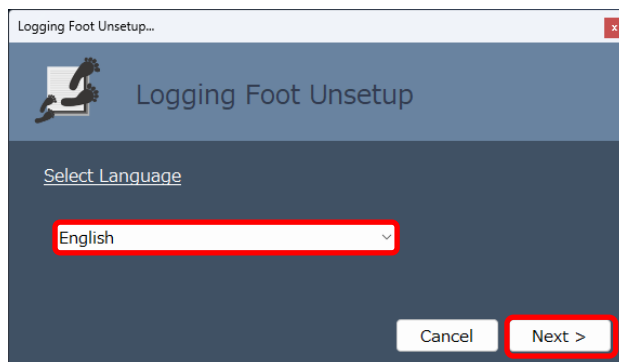 Logging Foot Unsetup...
x
Logging Foot Unsetup
Select Language
English
Cancel
Next >